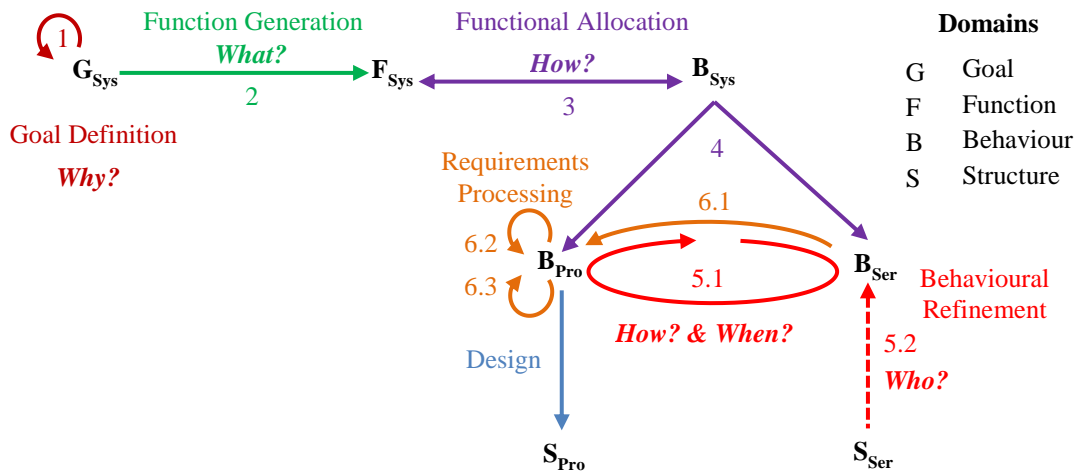 Function Generation
Functional Allocation
Domains
1
What?
How?
G_Sys
F_Sys
B_Sys
G Goal
2
3
F Function
Goal Definition
B Behaviour
4
Why?
Requirements
S Structure
Processing
6.1
6.2
B_Pro
B_Ser
6.3
5.1
Behavioural
Refinement
How? & When?
5.2
Design
Who?
S_Pro
S_Ser